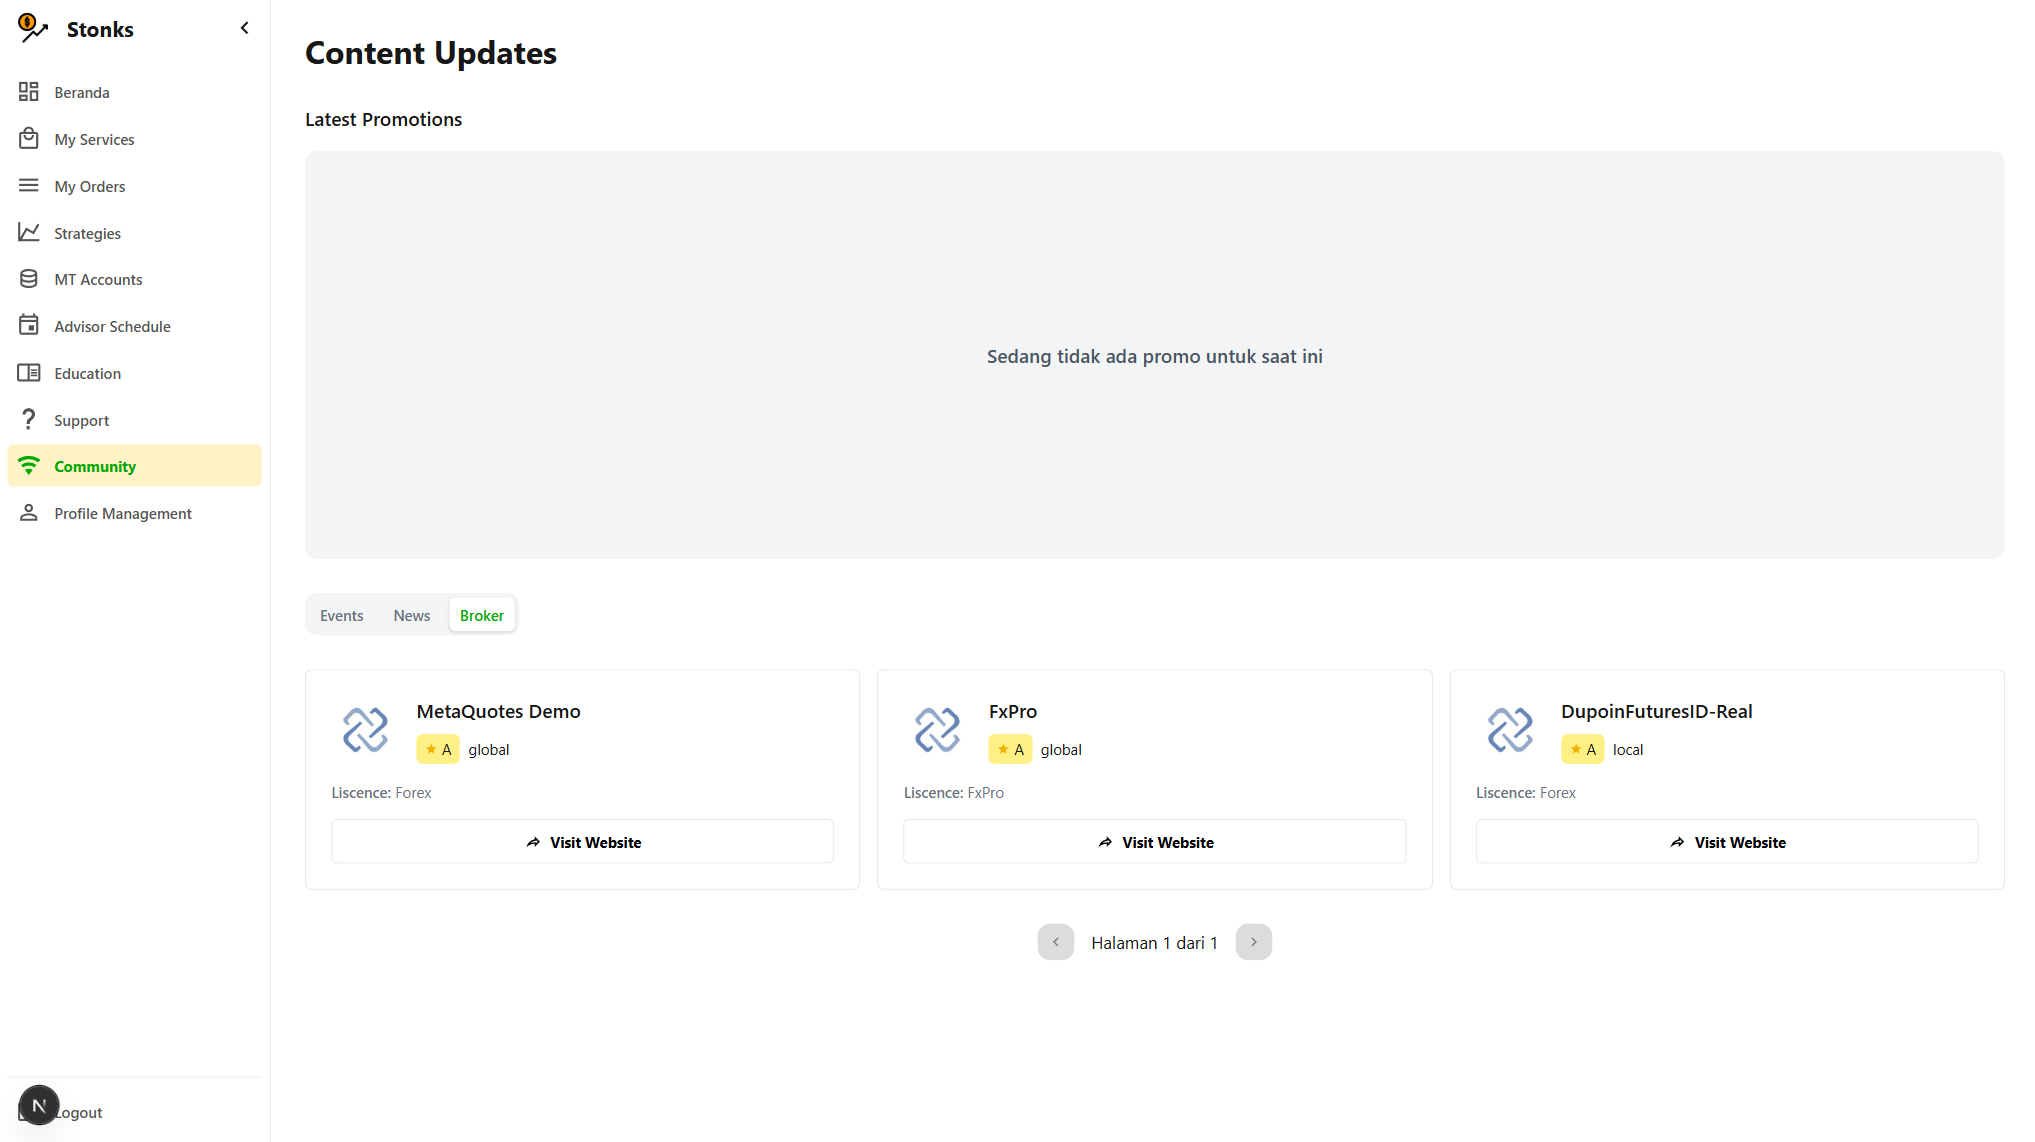 Stonks
Beranda
My Services
My Orders
Strategies
MT Accounts
Advisor Schedule
Education
Support
Community
Profile Management
N
Logout
Content Updates
Latest Promotions
Sedang tidak ada promo untuk saat ini
Events News Broker
MetaQuotes Demo
A global
Liscence: Forex
Visit Website
FxPro
A global
Liscence: FxPro
Visit Website
DupoinFuturesID-Real
A local
Liscence: Forex
Visit Website
Halaman 1 dari 1